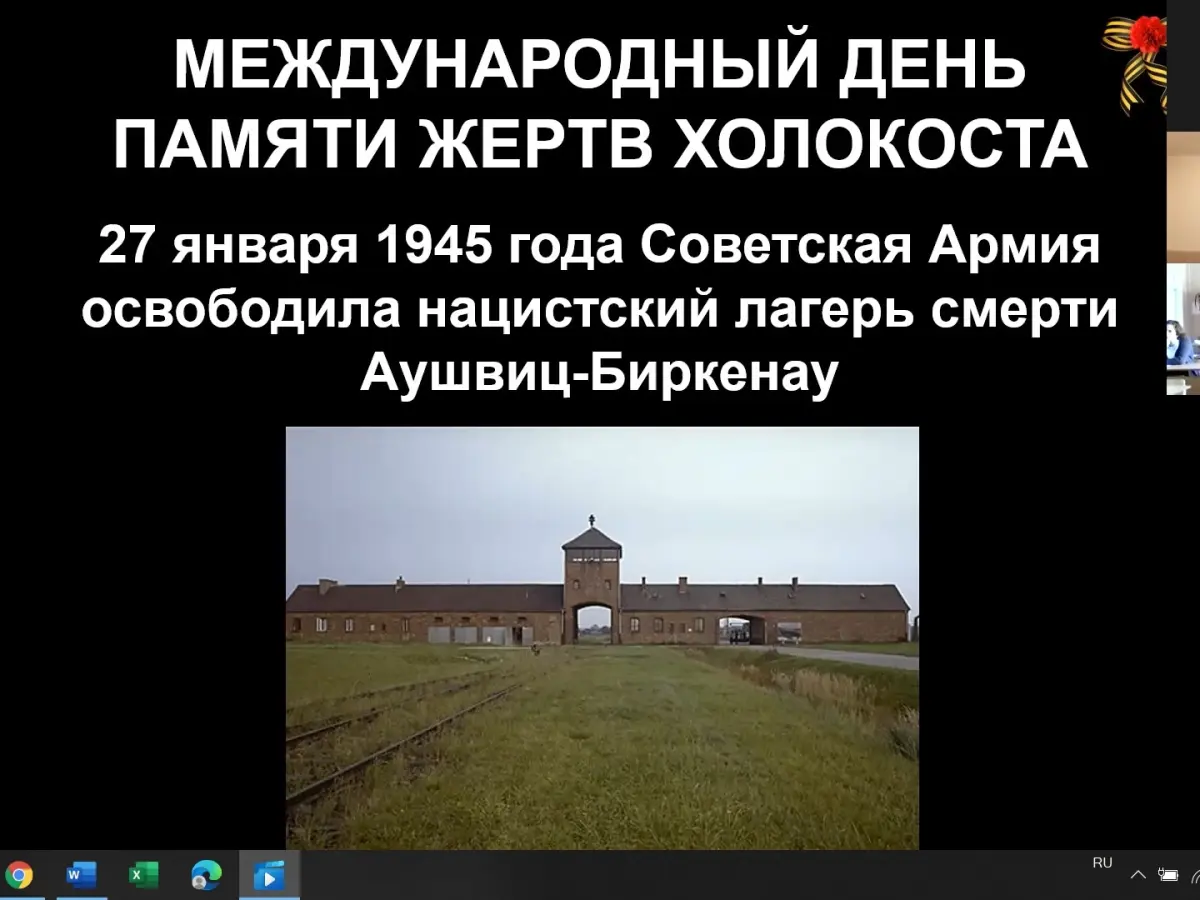 МЕЖДУНАРОДНЫЙ ДЕНЬ
ПАМЯТИ ЖЕРТВ ХОЛОКОСТА
27 января 1945 года Советская Армия
освободила нацистский лагерь смерти
Аушвиц-Биркенау
RU